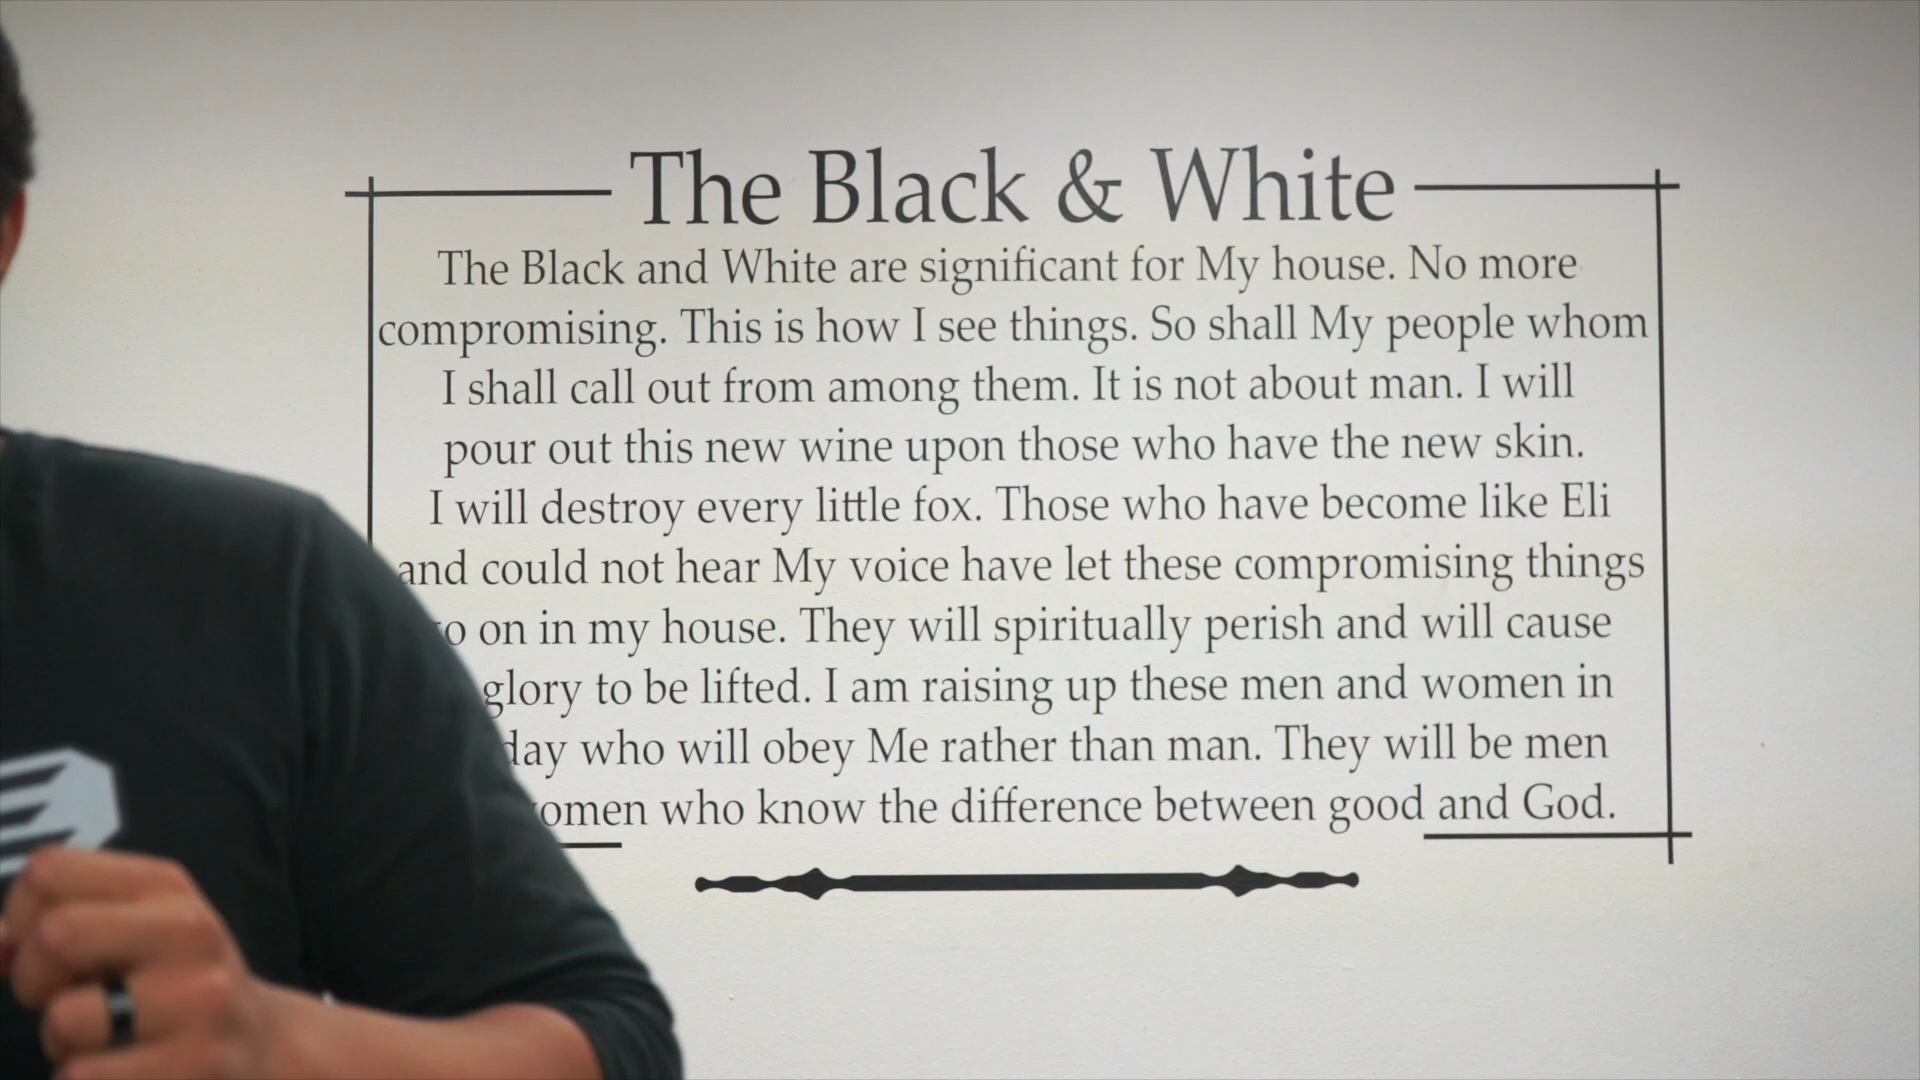 The Black & White
The Black and White are significant for My house. No more
compromising. This is how I see things. So shall My people whom
I shall call out from among them. It is not about man. I will
pour out this new wine upon those who have the new skin.
I will destroy every little fox. Those who have become like Eli
and could not hear My voice have let these compromising things
on in my house. They will spiritually perish and will cause
glory to be lifted. I am raising up these men and women in
day who will obey Me rather than man. They will be men
who know the difference between good and God.